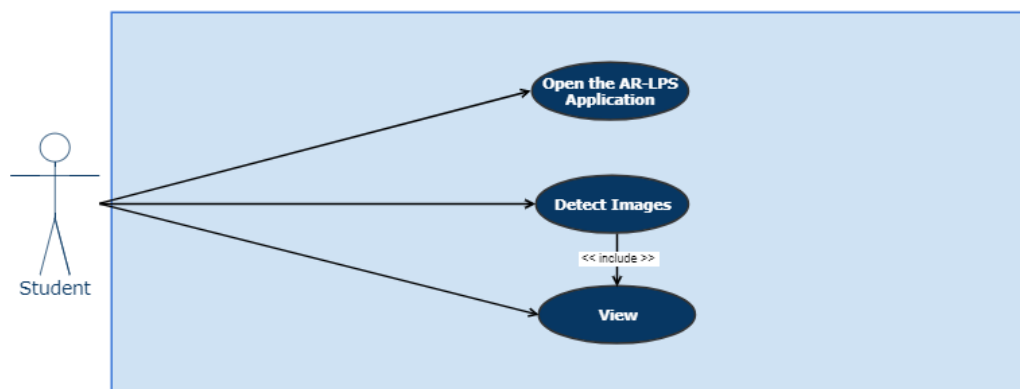 Open the AR-LPS
Application
Detect Images
<< include >>
View
Student